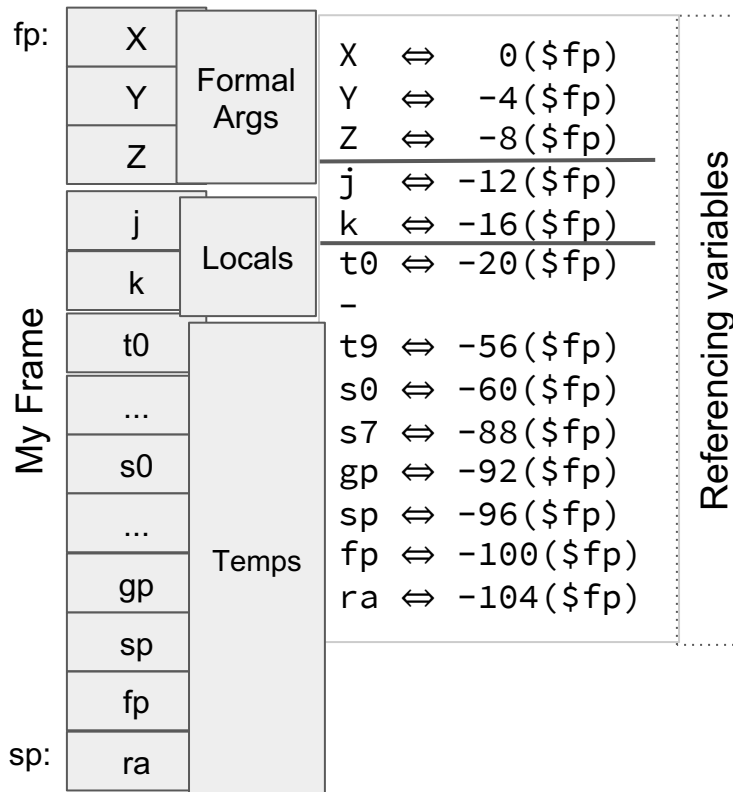 fp:
X
Y
Z
j
k
t0
...
s0
...
gp
sp
fp
sp:
ra
My Frame
Formal
Args
Locals
Temps
X ⇔ 0($fp)
Y ⇔ -4($fp)
Z ⇔ -8($fp)
j ⇔ -12($fp)
k ⇔ -16($fp)
t0 ⇔ -20($fp)
-
t9 ⇔ -56($fp)
s0 ⇔ -60($fp)
s7 ⇔ -88($fp)
gp ⇔ -92($fp)
sp ⇔ -96($fp)
fp ⇔ -100($fp)
ra ⇔ -104($fp)
Referencing variables